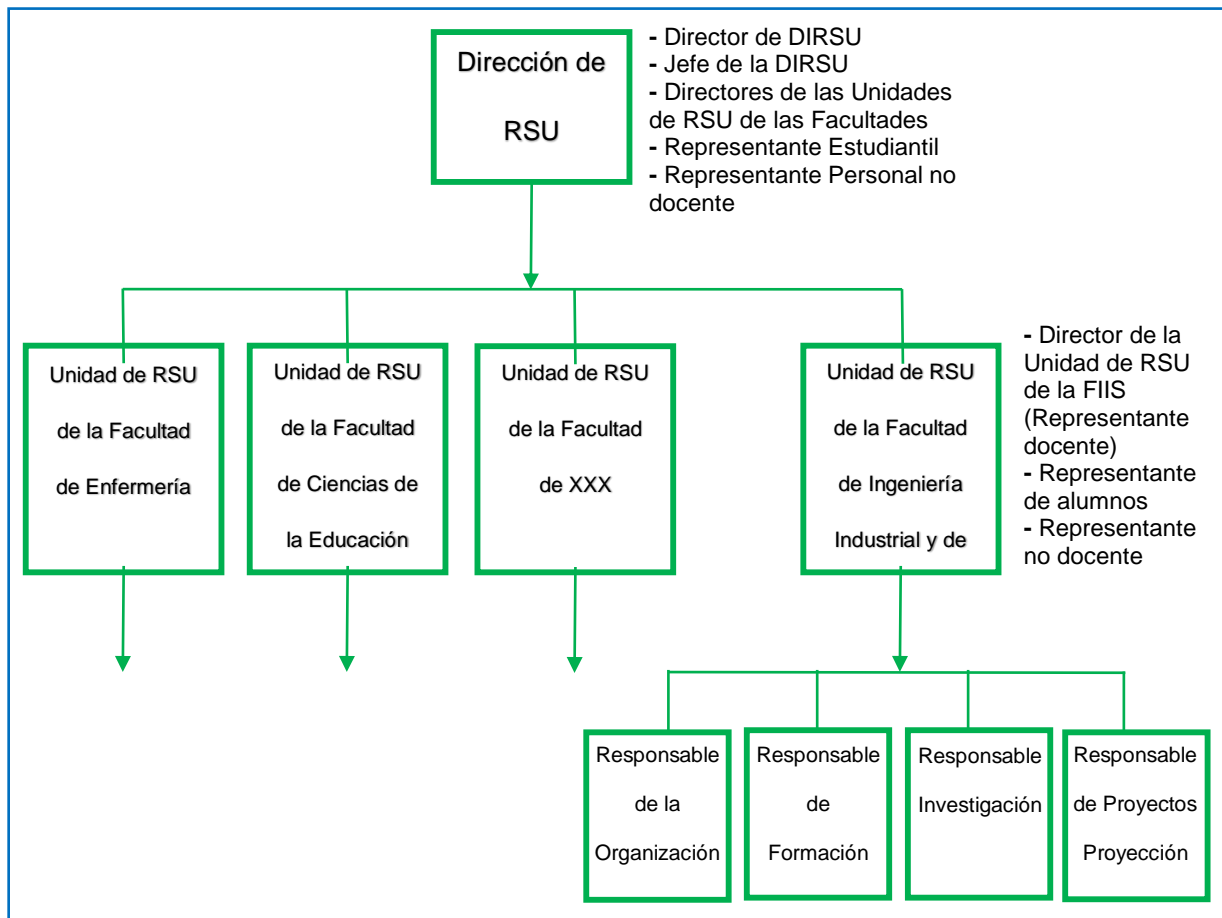 Dirección de
RSU
- Director de DIRSU
- Jefe de la DIRSU
- Directores de las Unidades
de RSU de las Facultades
- Representante Estudiantil
- Representante Personal no
docente
Unidad de RSU
de la Facultad
de Enfermería
Unidad de RSU
de la Facultad
de Ciencias de
la Educación
Unidad de RSU
de la Facultad
de XXX
Unidad de RSU
de la Facultad
de Ingeniería
Industrial y de
- Director de la
Unidad de RSU
de la FIIS
(Representante
docente)
- Representante
de alumnos
- Representante
no docente
Responsable
de la
Organización
Responsable
de
Formación
Responsable
Investigación
Responsable
de Proyectos
Proyección